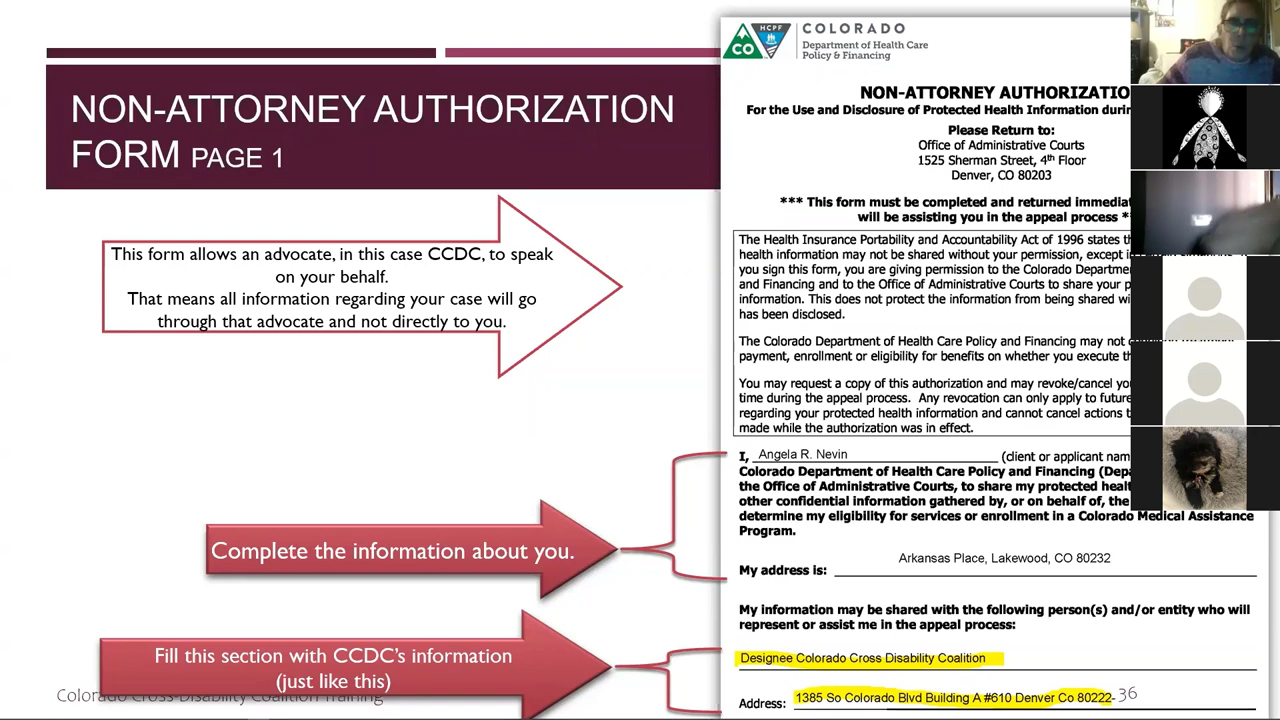 NON-ATTORNEY AUTHORIZATION
FORM PAGE 1
This form allows an advocate, in this case CCDC, to speak
on your behalf.
That means all information regarding your case will go
through that advocate and not directly to you.
Complete the information about you.
Fill this section with CCDC's information
(just like this)
Colorado Cross-Disability Coalition Training
CO
HCPF
COLORADO
Department of Health Care
Policy & Financing
NON-ATTORNEY AUTHORIZATIO
For the Use and Disclosure of Protected Health Information
Please Return to:
Office of Administrative Courts
1525 Sherman Street, 4th Floor
Denver, CO 80203
*** This form must be completed and returned
will be assisting you in the appeal process *
The Health Insurance Portability and Accountability Act of 1996 states
health information may not be shared without your permission, except
you sign this form, you are giving permission to the Colorado
and Financing and to the Office of Administrative Courts to share your
information. This does not protect the information from being shared
has been disclosed.
The Colorado Department of Health Care Policy and Financing may not
payment, enrollment or eligibility for benefits on whether you execute
You may request a copy of this authorization and may revoke/cancel
time during the appeal process. Any revocation can only apply to future
regarding your protected health information and cannot cancel actions
made while the authorization was in effect.
I, Angela R. Nevin (client or applicant
Colorado Department of Health Care Policy and Financing
the Office of Administrative Courts, to share my protected
other confidential information gathered by, or on behalf of, the
determine my eligibility for services or enrollment in a Colorado Medical Assistance
Program.
Arkansas Place, Lakewood, CO 80232
My address is:
My information may be shared with the following person(s) and/or entity who will
represent or assist me in the appeal process:
Designee Colorado Cross Disability Coalition
Address: 1385 So Colorado Blvd Building A #610 Denver Co 80222-
36